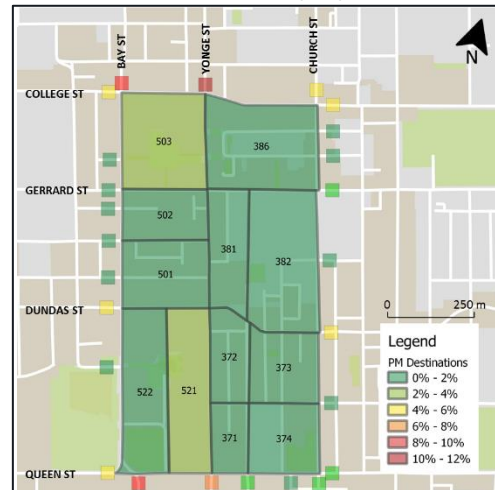 BAY ST
YONGE ST
CHURCH ST
N
COLLEGE ST
503
386
GERRARD ST
502
381
382
501
DUNDAS ST
0 250 m
372
373
522
521
371
374
QUEEN ST
Legend
PM Destinations
0% - 2%
2% - 4%
4% - 6%
6% - 8%
8% - 10%
10% - 12%